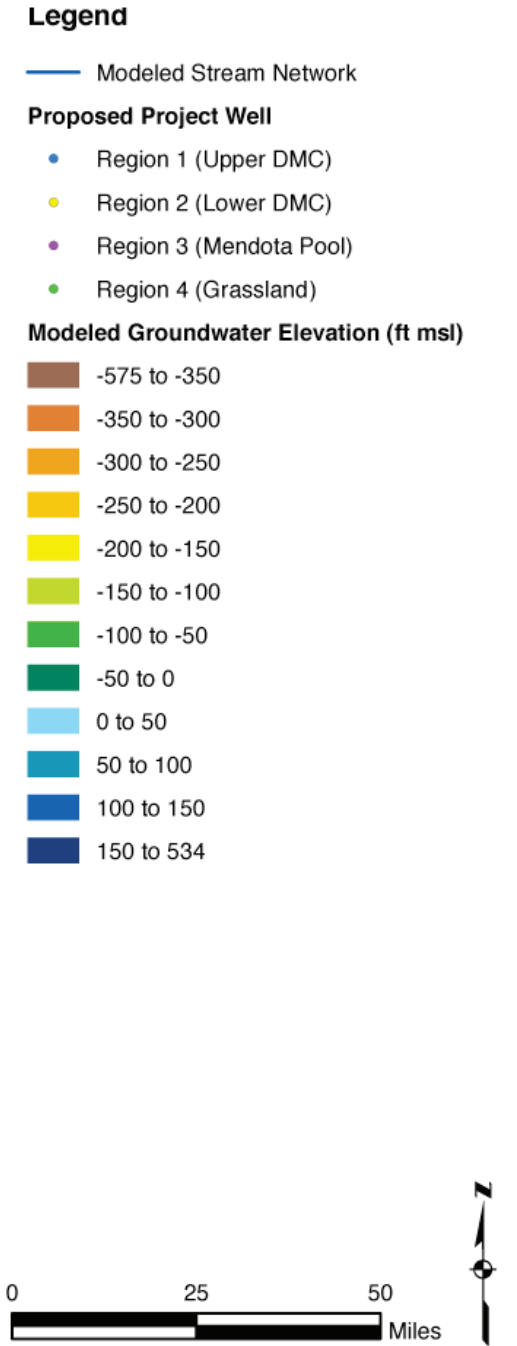 Legend
Modeled Stream Network
Proposed Project Well
Region 1 (Upper DMC)
Region 2 (Lower DMC)
Region 3 (Mendota Pool)
Region 4 (Grassland)
Modeled Groundwater Elevation (ft msl)
-575 to -350
-350 to -300
-300 to -250
-250 to -200
-200 to -150
-150 to -100
-100 to -50
-50 to 0
0 to 50
50 to 100
100 to 150
150 to 534
N
0 25 50
Miles